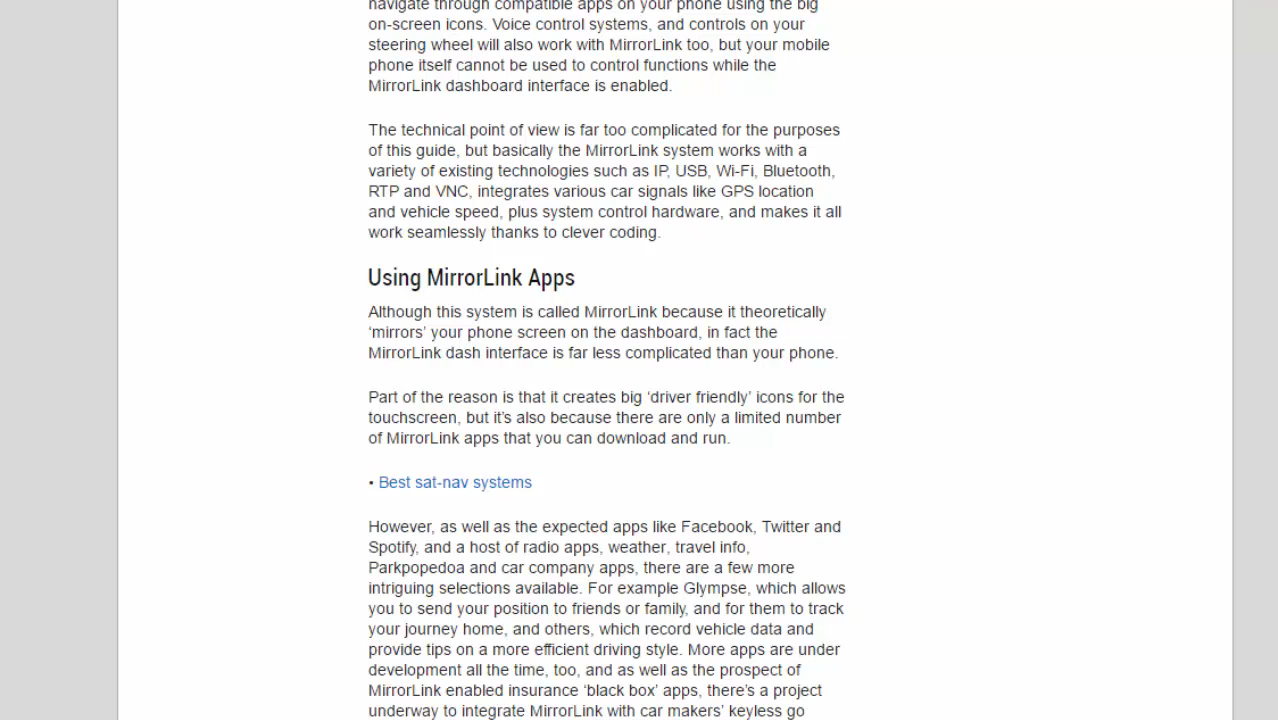 navigate through compatible apps on your phone using the big
on-screen icons. Voice control systems, and controls on your
steering wheel will also work with MirrorLink too, but your mobile
phone itself cannot be used to control functions while the
MirrorLink dashboard interface is enabled.
The technical point of view is far too complicated for the purposes
of this guide, but basically the MirrorLink system works with a
variety of existing technologies such as IP, USB, Wi-Fi, Bluetooth,
RTP and VNC, integrates various car signals like GPS location
and vehicle speed, plus system control hardware, and makes it all
work seamlessly thanks to clever coding.
Using MirrorLink Apps
Although this system is called MirrorLink because it theoretically
‘mirrors’ your phone screen on the dashboard, in fact the
MirrorLink dash interface is far less complicated than your phone.
Part of the reason is that it creates big ‘driver friendly’ icons for the
touchscreen, but it’s also because there are only a limited number
of MirrorLink apps that you can download and run.
• Best sat-nav systems
However, as well as the expected apps like Facebook, Twitter and
Spotify, and a host of radio apps, weather, travel info,
Parkpopedoa and car company apps, there are a few more
intriguing selections available. For example Glympse, which allows
you to send your position to friends or family, and for them to track
your journey home, and others, which record vehicle data and
provide tips on a more efficient driving style. More apps are under
development all the time, too, and as well as the prospect of
MirrorLink enabled insurance ‘black box’ apps, there’s a project
underway to integrate MirrorLink with car makers’ keyless go